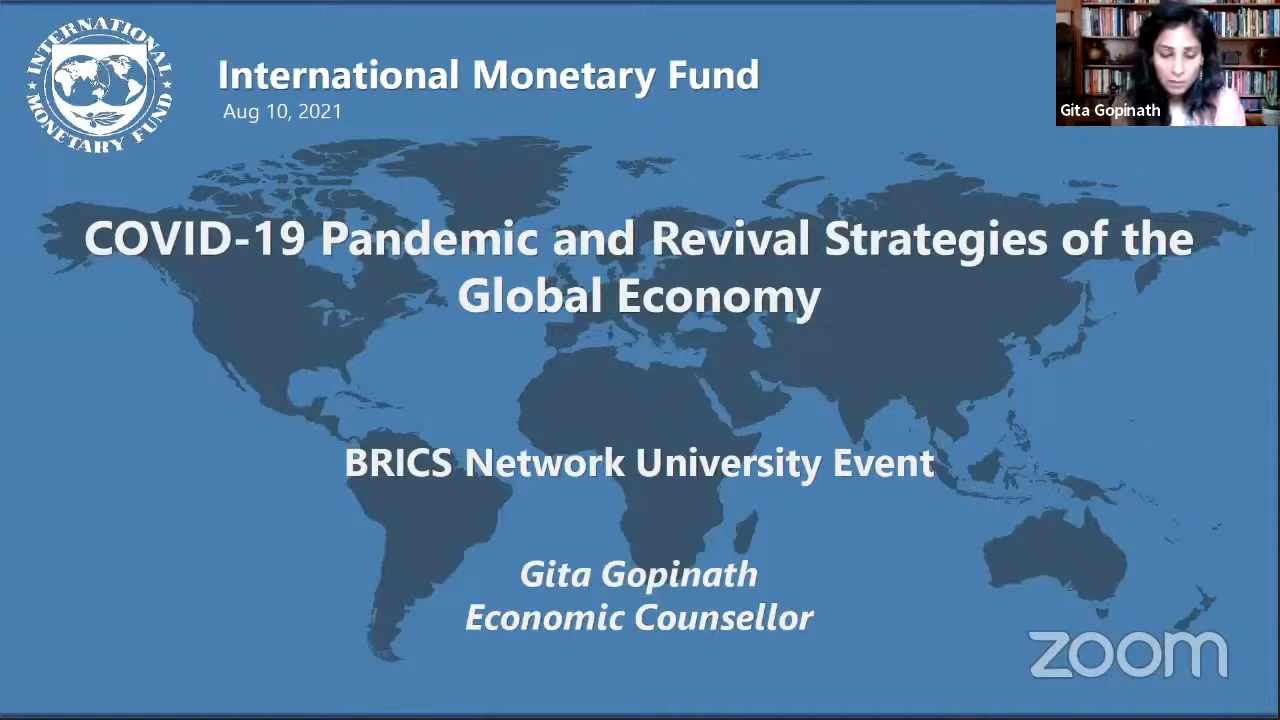 INTERNATIONAL MONETARY FUND
International Monetary Fund
Aug 10, 2021
Gita Gopinath
COVID-19 Pandemic and Revival Strategies of the
Global Economy
BRICS Network University Event
Gita Gopinath
Economic Counsellor
zoom